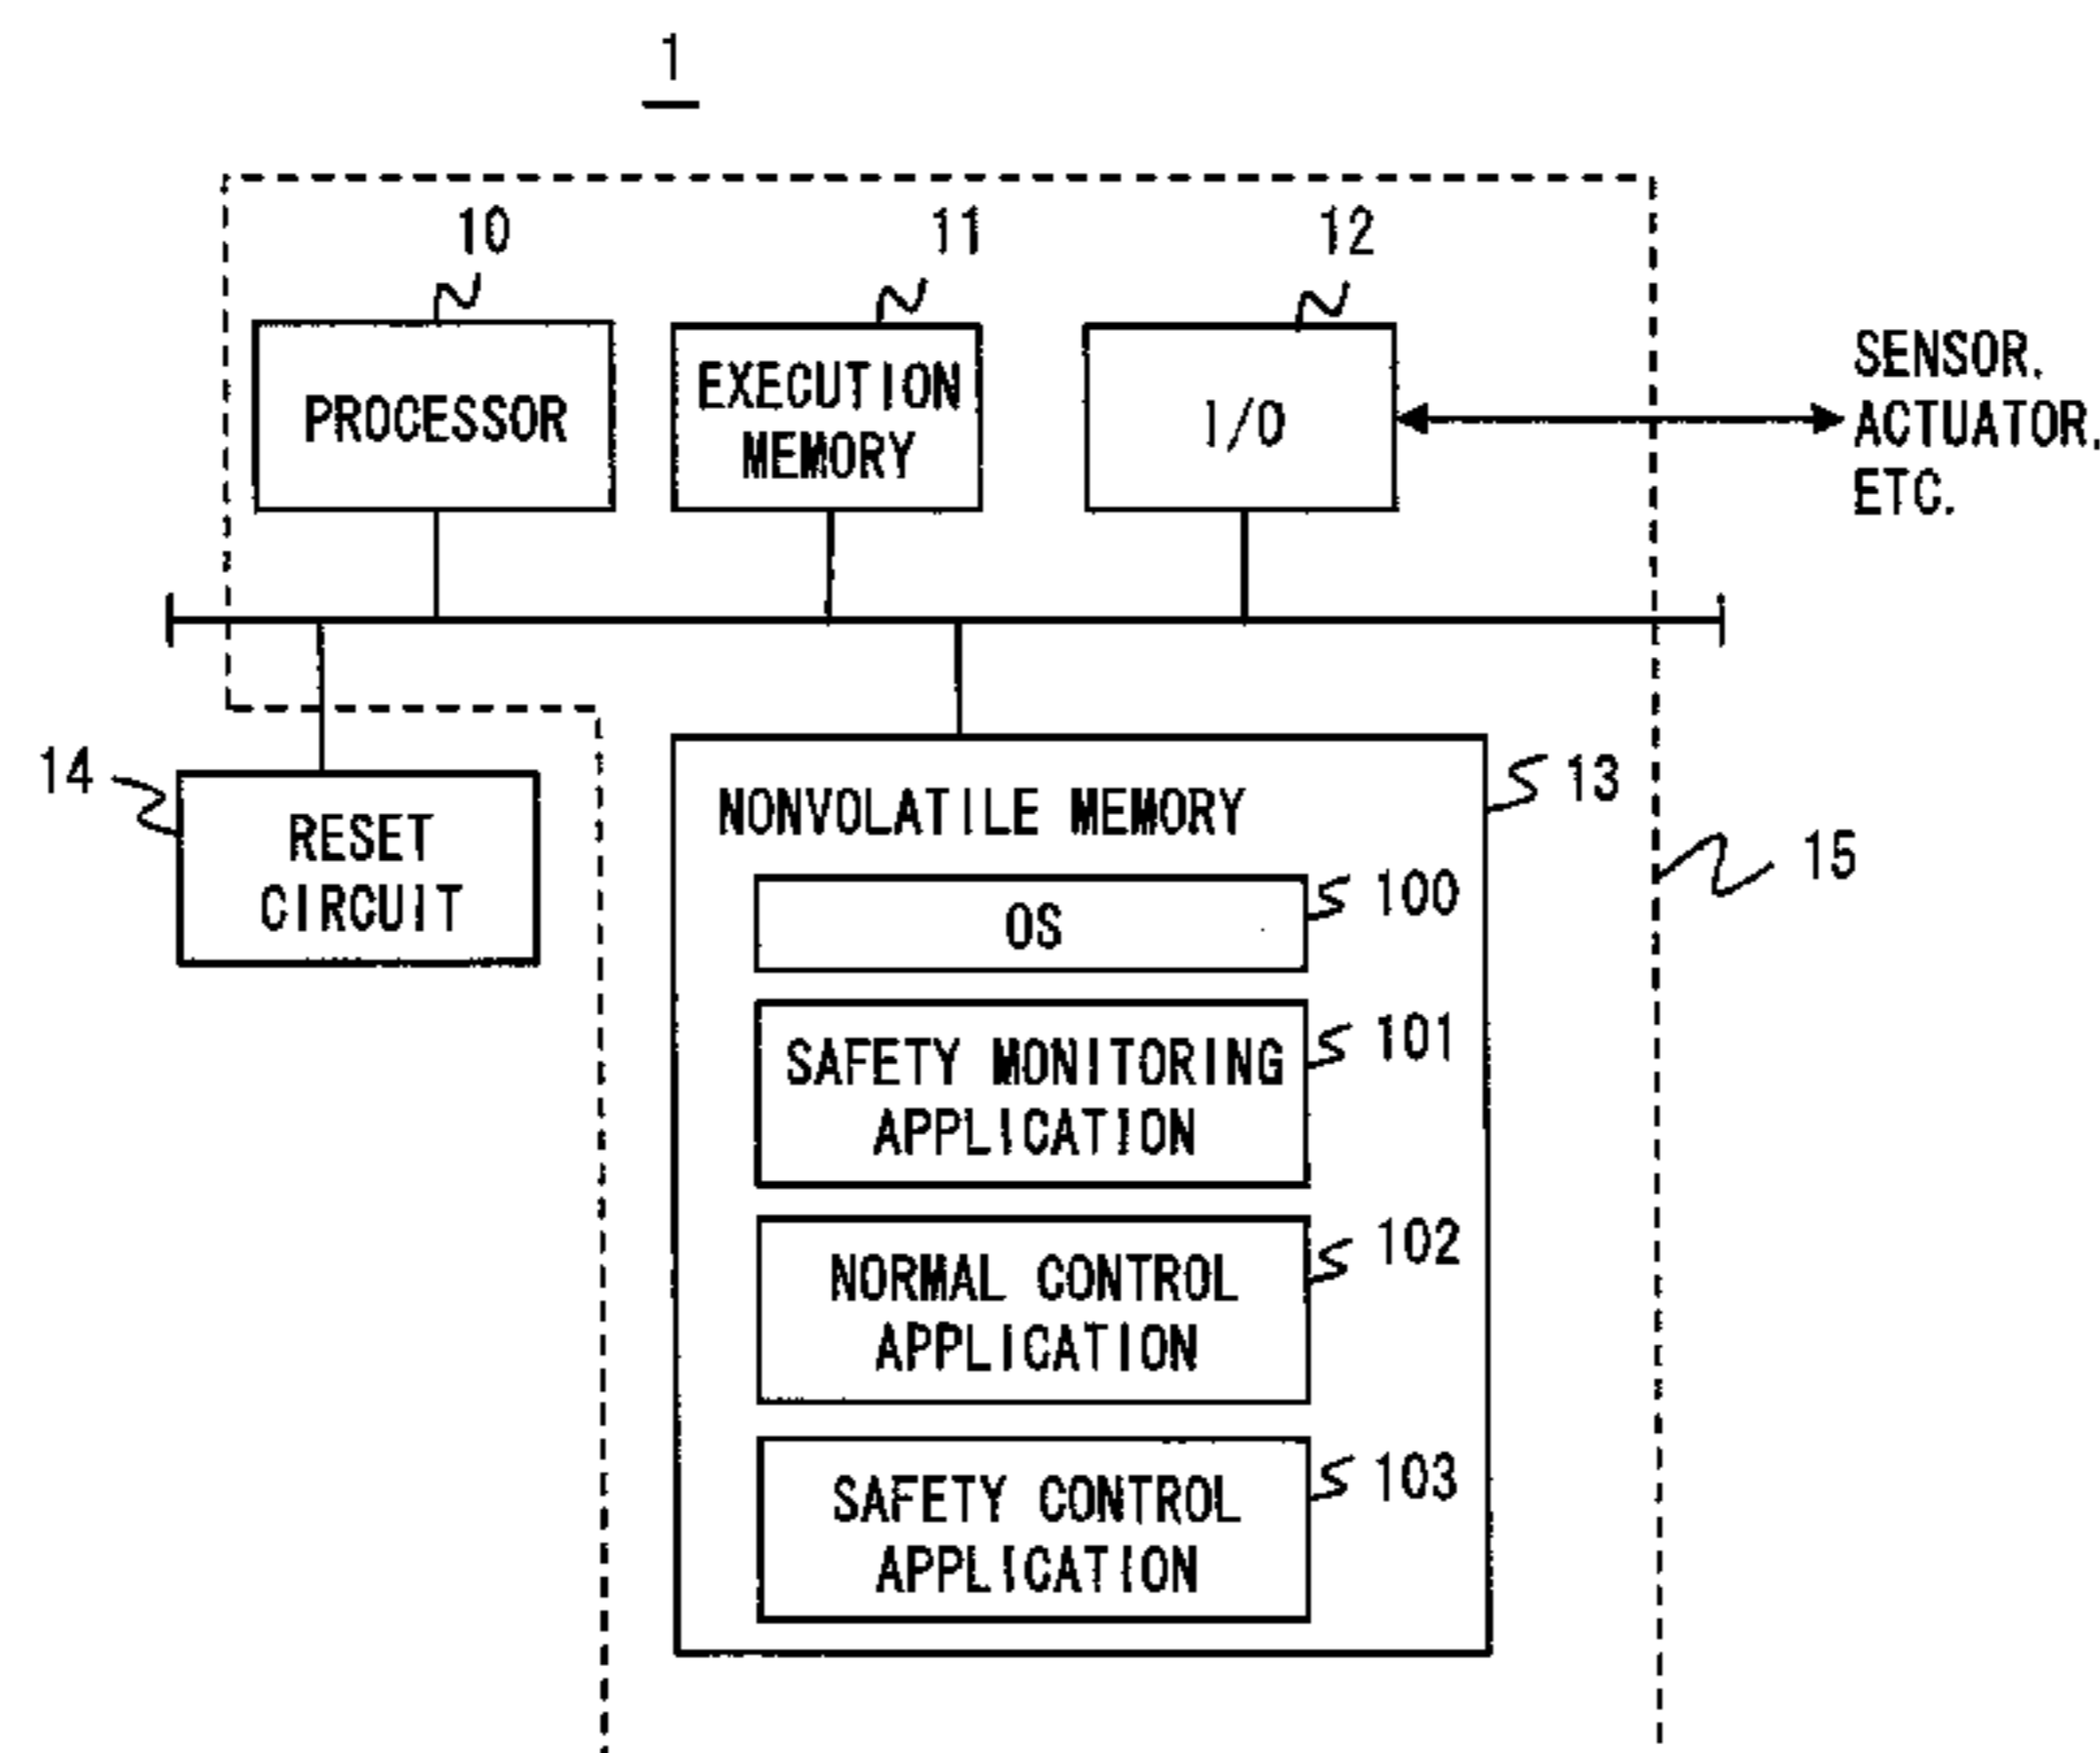 1
10
11
12
PROCESSOR
EXECUTION
MEMORY
I/O
SENSOR.
ACTUATOR.
ETC.
14
RESET
CIRCUIT
13
NONVOLATILE MEMORY
15
100
OS
101
SAFETY MONITORING
APPLICATION
102
NORMAL CONTROL
APPLICATION
103
SAFETY CONTROL
APPLICATION